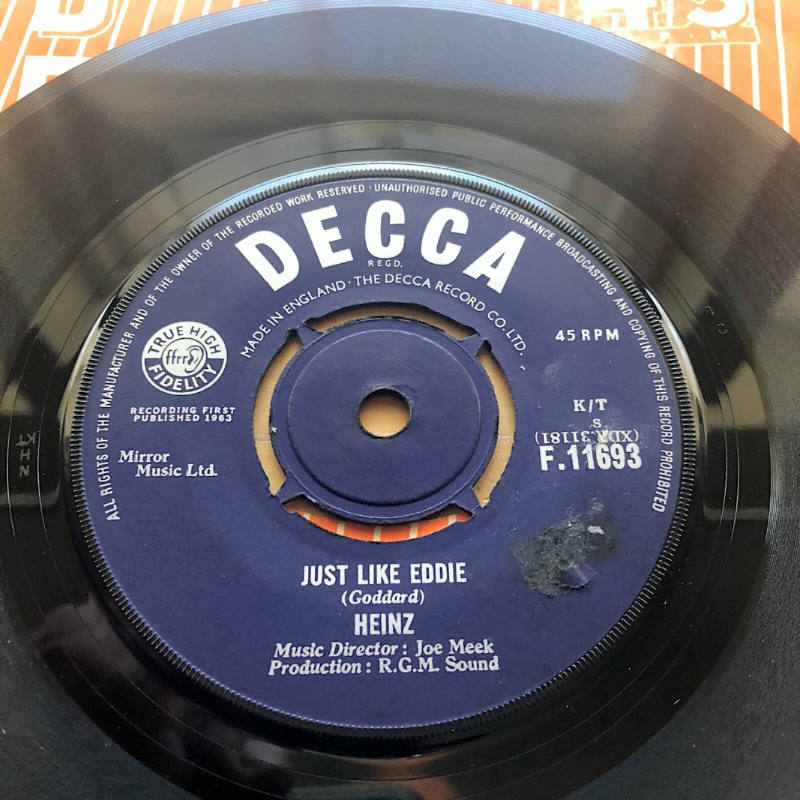 45
R.P.M
ALL RIGHTS OF THE MANUFACTURER AND OF THE OWNER OF THE RECORDED WORK RESERVED · UNAUTHORISED PUBLIC PERFORMANCE BROADCASTING AND COPYING OF THIS RECORD PROHIBITED
DECCA
REGD.
MADE IN ENGLAND · THE DECCA RECORD CO. LTD.
TRUE HIGH
ffrr
FIDELITY
RECORDING FIRST
PUBLISHED 1963
45 RPM
K/T
S
(XDR.31181)
F.11693
Mirror
Music Ltd.
KT
JUST LIKE EDDIE
(Goddard)
HEINZ
Music Director : Joe Meek
Production : R.G.M. Sound